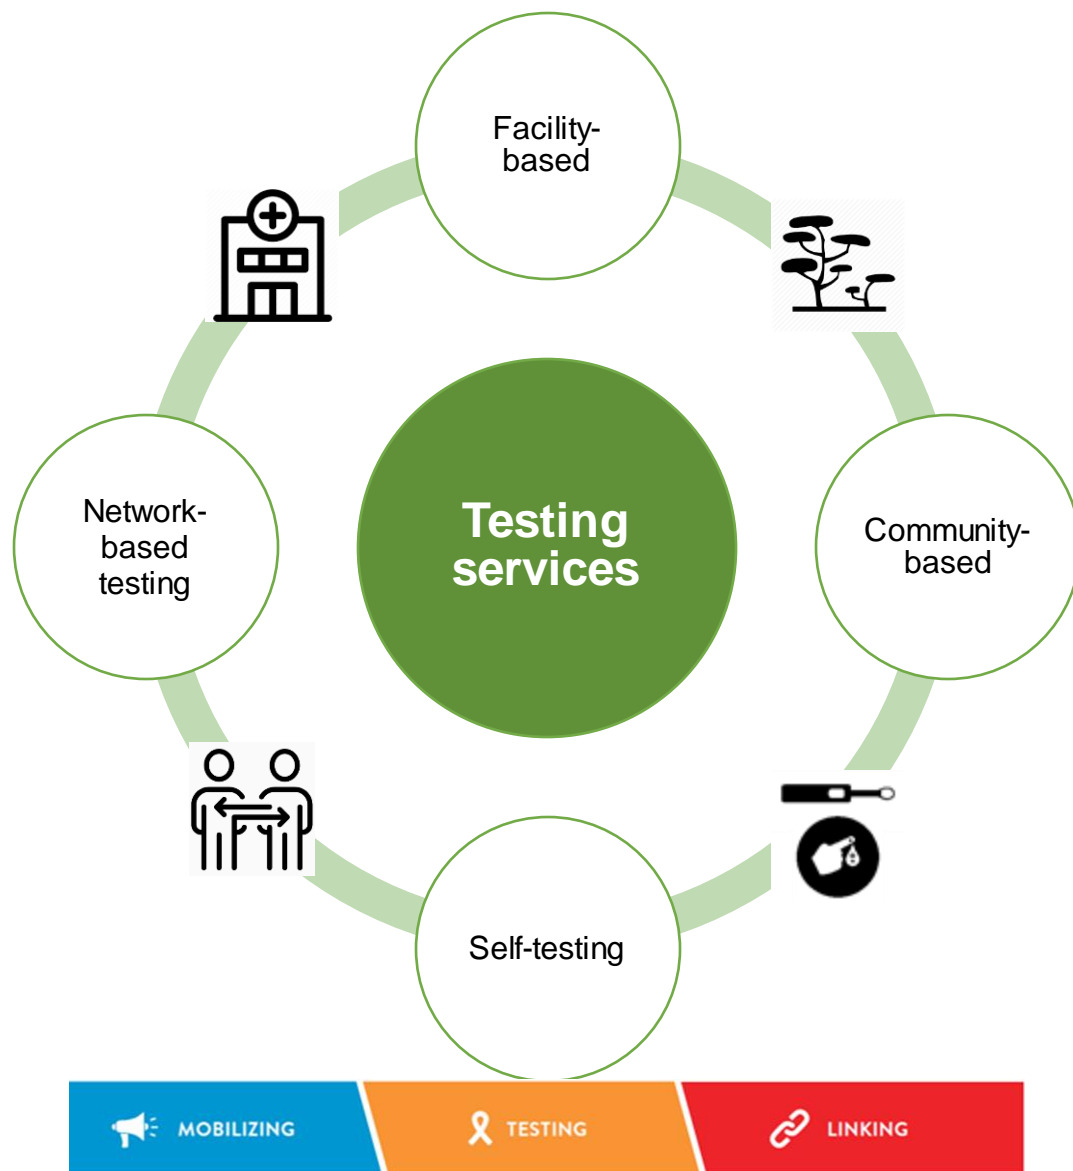 Facility-
based
Network-
based
testing
Testing
services
Community-
based
Self-testing
MOBILIZING
TESTING
LINKING